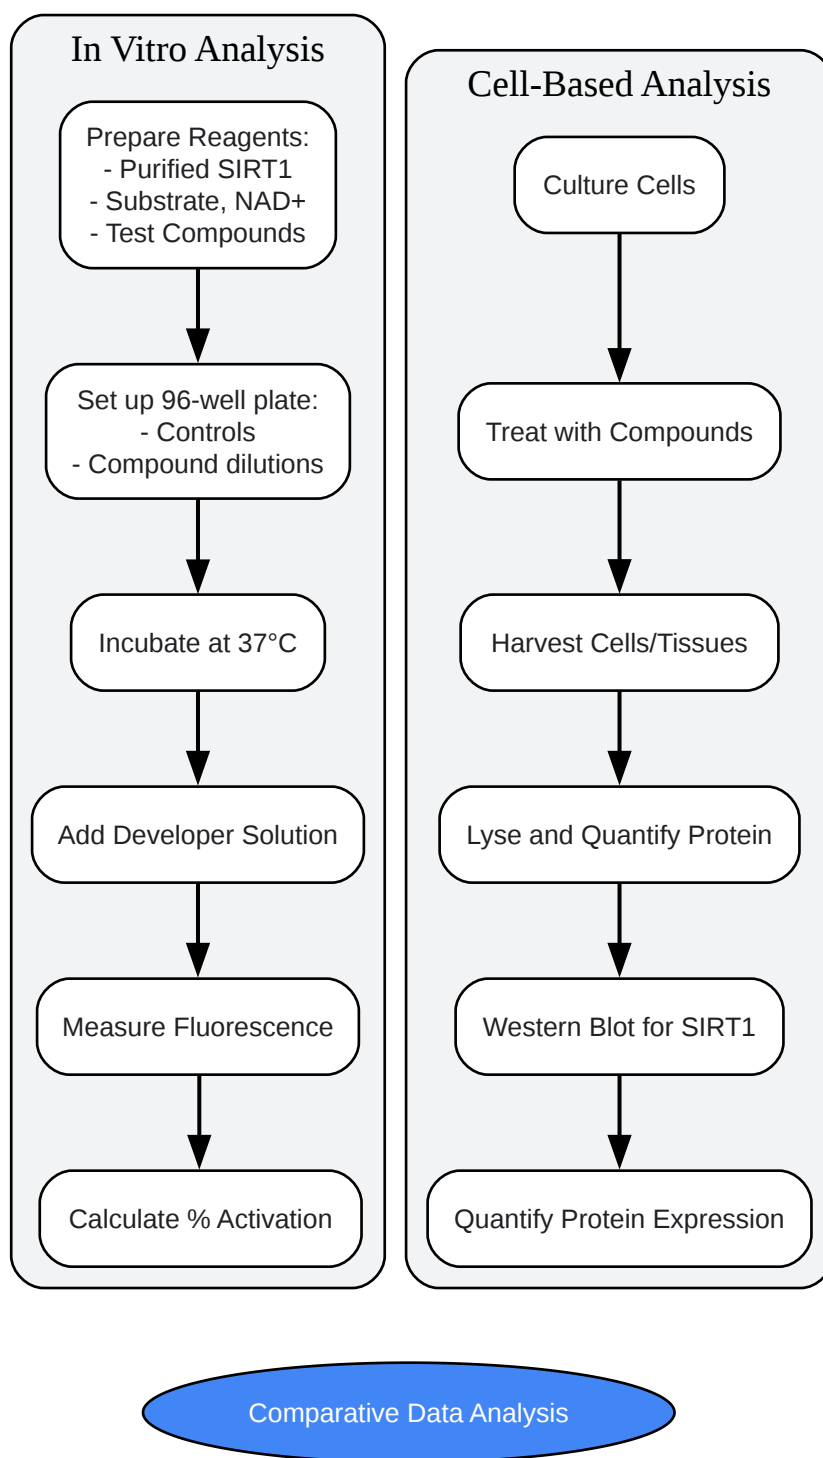 In Vitro Analysis
Prepare Reagents:
- Purified SIRT1
- Substrate, NAD+
- Test Compounds
Set up 96-well plate:
- Controls
- Compound dilutions
Incubate at 37°C
Add Developer Solution
Measure Fluorescence
Calculate % Activation
Cell-Based Analysis
Culture Cells
Treat with Compounds
Harvest Cells/Tissues
Lyse and Quantify Protein
Western Blot for SIRT1
Quantify Protein Expression
Comparative Data Analysis